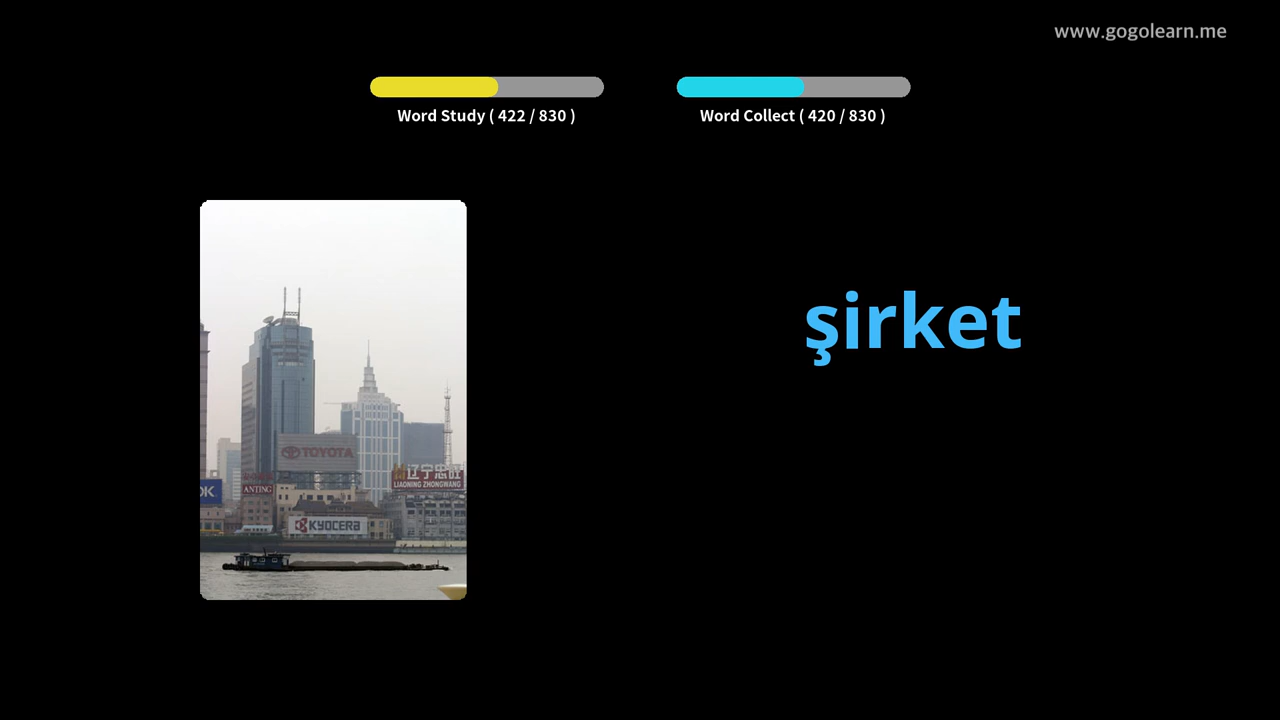 www.gogolearn.me
Word Study ( 422 / 830 )
Word Collect ( 420 / 830 )
şirket
TOYOTA
辽宁忠旺
LIAONING ZHONGWANG
OK
ANTING
KYOCERA